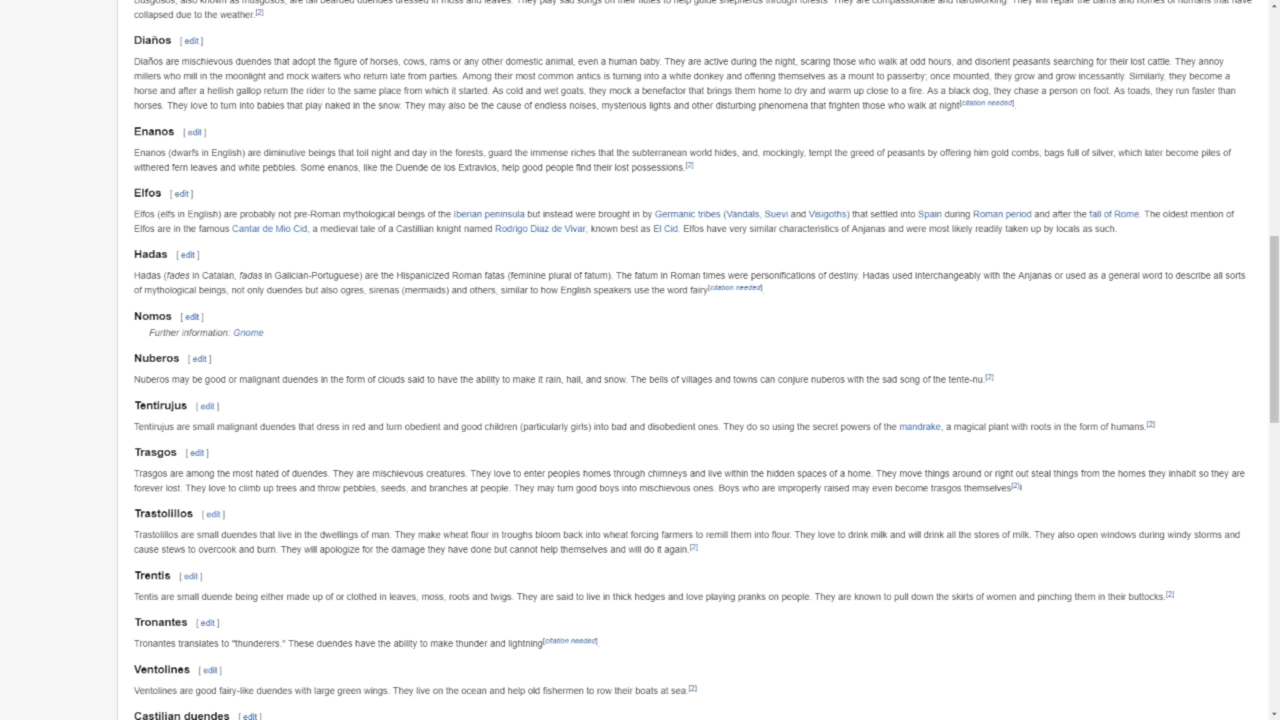 Busgosos, also known as musgosos, are tall bearded duendes dressed in moss and leaves. They play sad songs on their flutes to help guide shepherds through forests. They are compassionate and hardworking. They will repair the barns and homes of humans that have
collapsed due to the weather.[2]
Diaños [ edit ]
Diaños are mischievous duendes that adopt the figure of horses, cows, rams or any other domestic animal, even a human baby. They are active during the night, scaring those who walk at odd hours, and disorient peasants searching for their lost cattle. They annoy
millers who mill in the moonlight and mock waiters who return late from parties. Among their most common antics is turning into a white donkey and offering themselves as a mount to passerby; once mounted, they grow and grow incessantly. Similarly, they become a
horse and after a hellish gallop return the rider to the same place from which it started. As cold and wet goats, they mock a benefactor that brings them home to dry and warm up close to a fire. As a black dog, they chase a person on foot. As toads, they run faster than
horses. They love to turn into babies that play naked in the snow. They may also be the cause of endless noises, mysterious lights and other disturbing phenomena that frighten those who walk at night[citation needed].
Enanos [ edit ]
Enanos (dwarfs in English) are diminutive beings that toil night and day in the forests, guard the immense riches that the subterranean world hides, and, mockingly, tempt the greed of peasants by offering him gold combs, bags full of silver, which later become piles of
withered fern leaves and white pebbles. Some enanos, like the Duende de los Extravios, help good people find their lost possessions.[2]
Elfos [ edit ]
Elfos (elfs in English) are probably not pre-Roman mythological beings of the Iberian peninsula but instead were brought in by Germanic tribes (Vandals, Suevi and Visigoths) that settled into Spain during Roman period and after the fall of Rome. The oldest mention of
Elfos are in the famous Cantar de Mio Cid, a medieval tale of a Castillian knight named Rodrigo Diaz de Vivar, known best as El Cid. Elfos have very similar characteristics of Anjanas and were most likely readily taken up by locals as such.
Hadas [ edit ]
Hadas (fades in Catalan, fadas in Galician-Portuguese) are the Hispanicized Roman fatas (feminine plural of fatum). The fatum in Roman times were personifications of destiny. Hadas used interchangeably with the Anjanas or used as a general word to describe all sorts
of mythological beings, not only duendes but also ogres, sirenas (mermaids) and others, similar to how English speakers use the word fairy[citation needed].
Nomos [ edit ]
Further information: Gnome
Nuberos [ edit ]
Nuberos may be good or malignant duendes in the form of clouds said to have the ability to make it rain, hail, and snow. The bells of villages and towns can conjure nuberos with the sad song of the tente-nu.[2]
Tentirujus [ edit ]
Tentirujus are small malignant duendes that dress in red and turn obedient and good children (particularly girls) into bad and disobedient ones. They do so using the secret powers of the mandrake, a magical plant with roots in the form of humans.[2]
Trasgos [ edit ]
Trasgos are among the most hated of duendes. They are mischievous creatures. They love to enter peoples homes through chimneys and live within the hidden spaces of a home. They move things around or right out steal things from the homes they inhabit so they are
forever lost. They love to climb up trees and throw pebbles, seeds, and branches at people. They may turn good boys into mischievous ones. Boys who are improperly raised may even become trasgos themselves[2]!
Trastolillos [ edit ]
Trastolillos are small duendes that live in the dwellings of man. They make wheat flour in troughs bloom back into wheat forcing farmers to remill them into flour. They love to drink milk and will drink all the stores of milk. They also open windows during windy storms and
cause stews to overcook and burn. They will apologize for the damage they have done but cannot help themselves and will do it again.[2]
Trentis [ edit ]
Tentis are small duende being either made up of or clothed in leaves, moss, roots and twigs. They are said to live in thick hedges and love playing pranks on people. They are known to pull down the skirts of women and pinching them in their buttocks.[2]
Tronantes [ edit ]
Tronantes translates to "thunderers." These duendes have the ability to make thunder and lightning[citation needed].
Ventolines [ edit ]
Ventolines are good fairy-like duendes with large green wings. They live on the ocean and help old fishermen to row their boats at sea.[2]
Castilian duendes [ edit ]